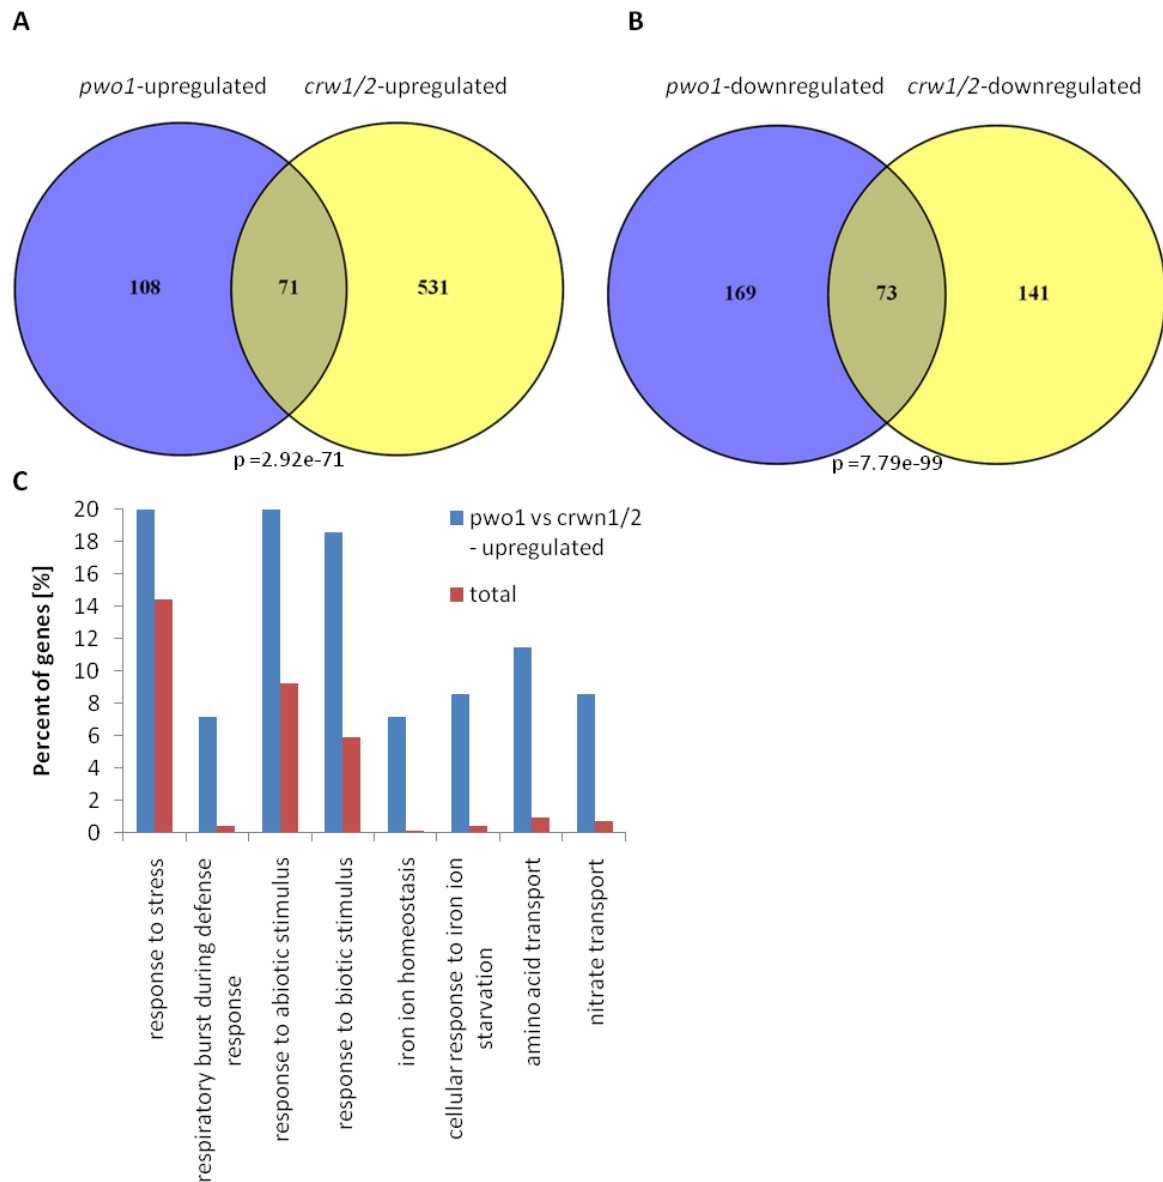 A
B
pwo1-upregulated
crw1/2-upregulated
pwo1-downregulated
crw1/2-downregulated
108
71
531
169
73
141
p =2.92e-71
p =7.79e-99
C
Percent of genes [%]
20
18
16
14
12
10
8
6
4
2
0
pwo1 vs crwn1/2
- upregulated
total
response to stress
respiratory burst during defense
response
response to abiotic stimulus
response to biotic stimulus
iron ion homeostasis
cellular response to iron ion
starvation
amino acid transport
nitrate transport